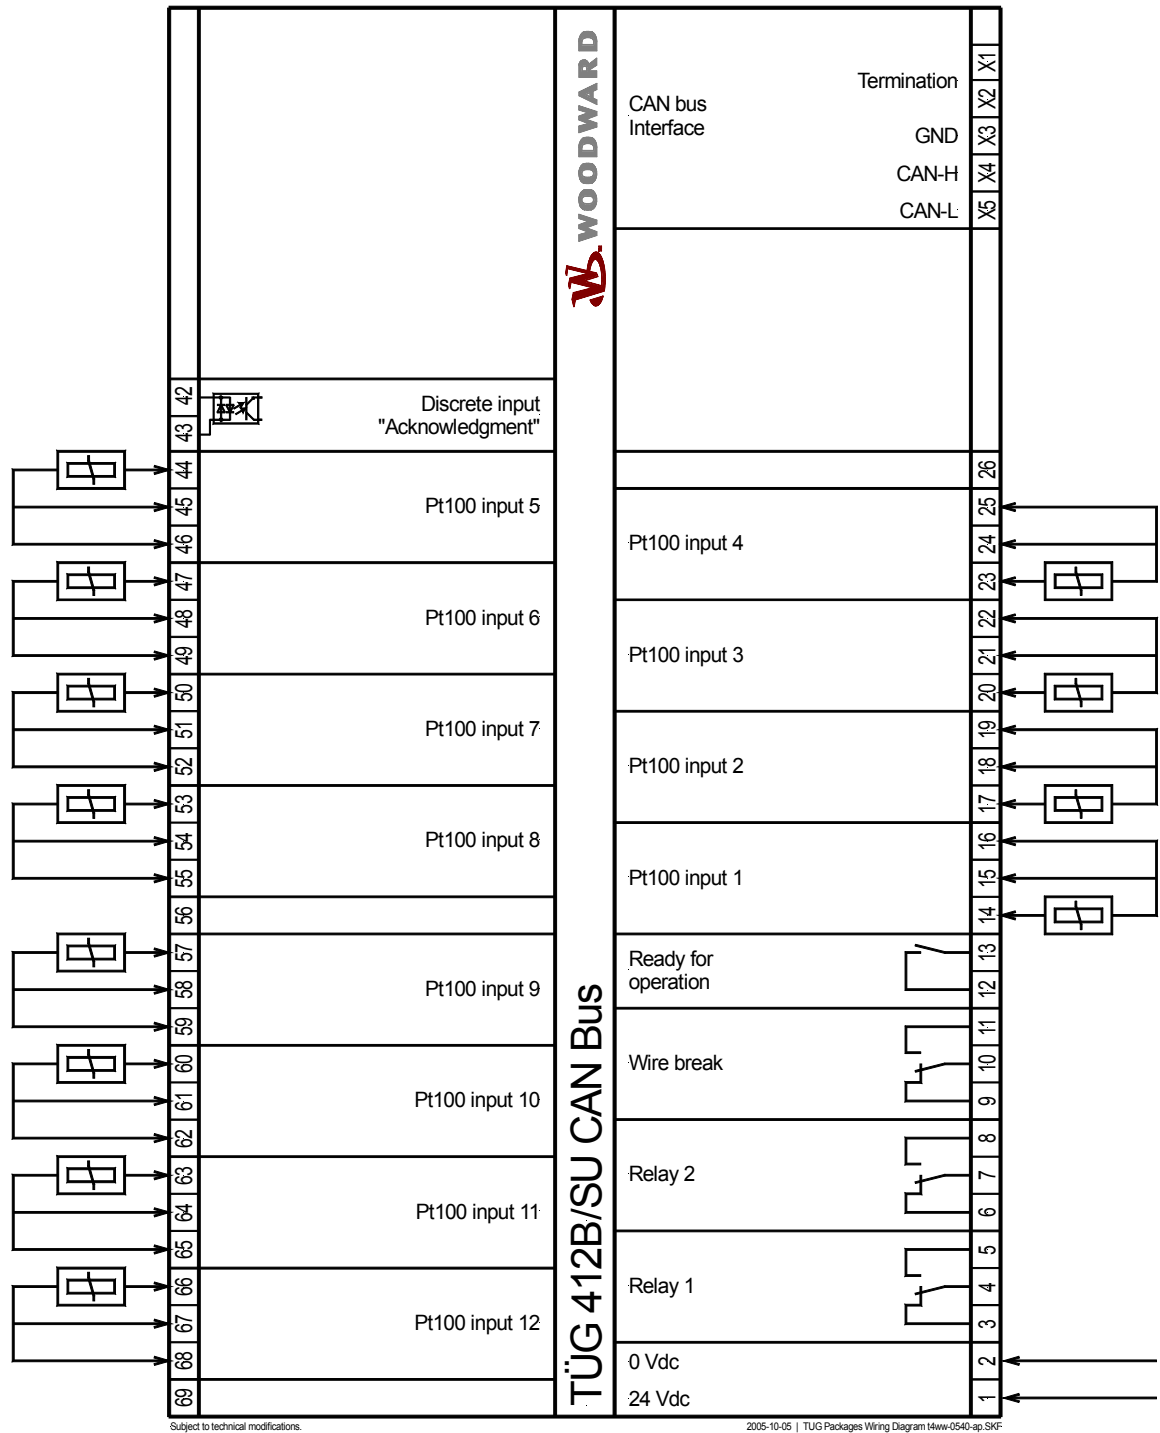 WOODWARD
TÜG 412B/SU CAN Bus
42
43
Discrete input
"Acknowledgment"
44
45
46
Pt100 input 5
47
48
49
Pt100 input 6
50
51
52
Pt100 input 7
53
54
55
Pt100 input 8
56
57
58
59
Pt100 input 9
60
61
62
Pt100 input 10
63
64
65
Pt100 input 11
66
67
68
Pt100 input 12
69
CAN bus
Interface
Termination
GND
CAN-H
CAN-L
X1
X2
X3
X4
X5
26
Pt100 input 4
25
24
23
Pt100 input 3
22
21
20
Pt100 input 2
19
18
17
Pt100 input 1
16
15
14
Ready for
operation
13
12
Wire break
11
10
9
Relay 2
8
7
6
Relay 1
5
4
3
0 Vdc
2
24 Vdc
1
Subject to technical modifications.
2005-10-05 | TUG Packages Wiring Diagram t4ww-0540-ap.SKF